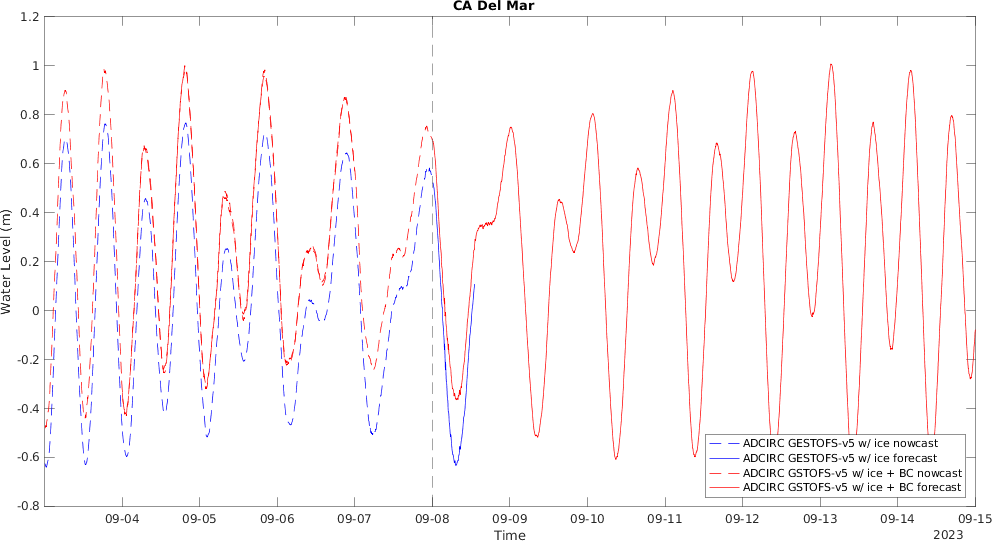 CA Del Mar
1.2
1
0.8
0.6
0.4
0.2
0
-0.2
-0.4
-0.6
-0.8
Water Level (m)
09-04 09-05 09-06 09-07 09-08 09-09 09-10 09-11 09-12 09-13 09-14 09-15
Time
2023
ADCIRC GESTOFS-v5 w/ ice nowcast
ADCIRC GESTOFS-v5 w/ ice forecast
ADCIRC GSTOFS-v5 w/ ice + BC nowcast
ADCIRC GSTOFS-v5 w/ ice + BC forecast